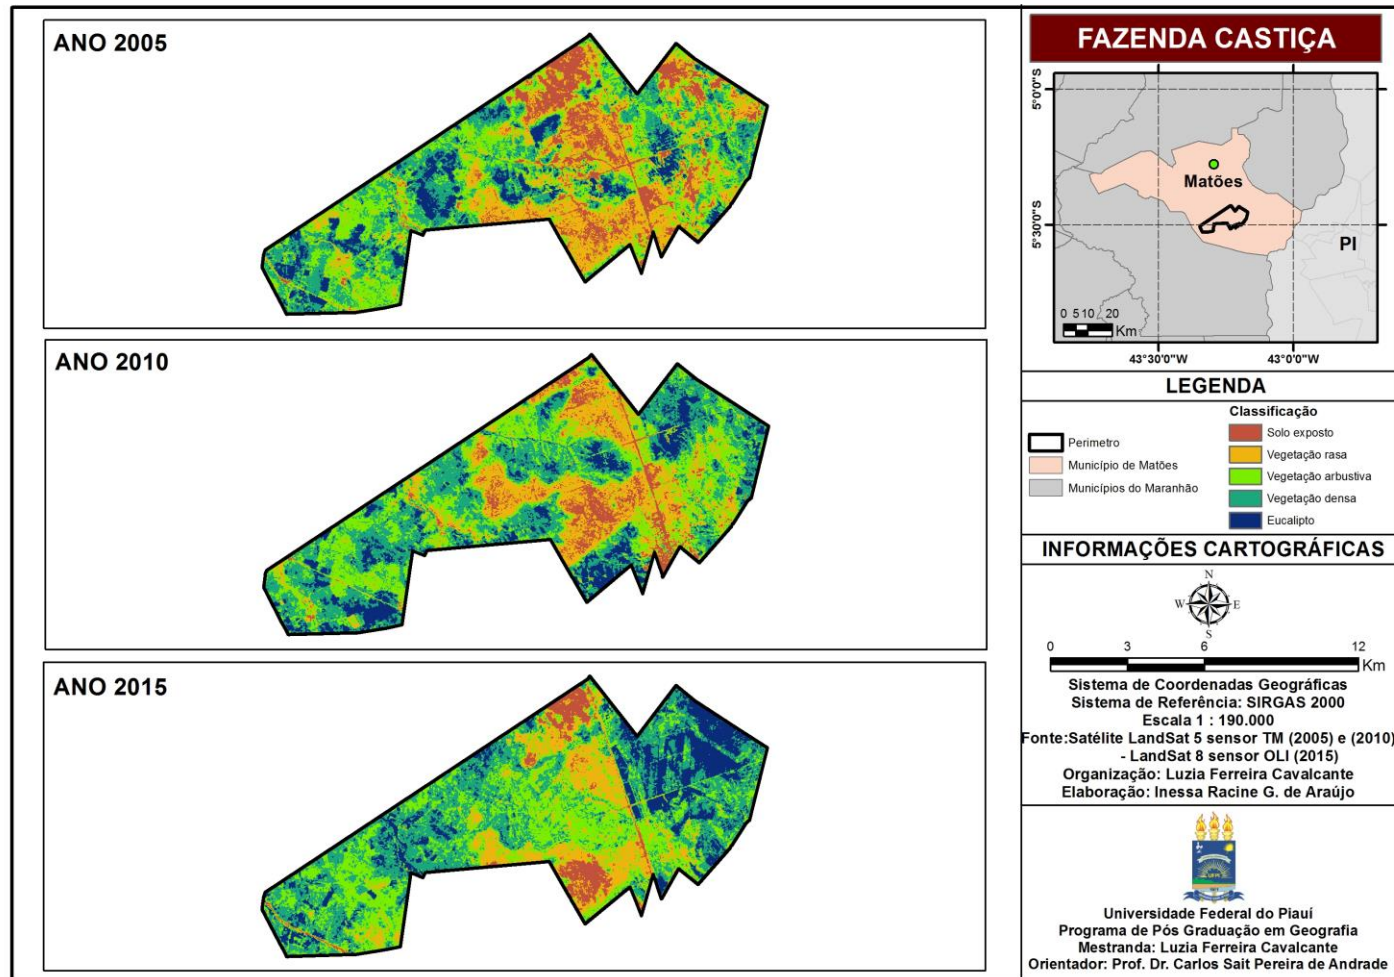 ANO 2005
ANO 2010
ANO 2015
FAZENDA CASTIÇA
5°0'0"S
5°30'0"S
Matões
PI
0 5 10 20
Km
43°30'0"W
43°0'0"W
LEGENDA
Perimetro
Município de Matões
Municípios do Maranhão
Classificação
Solo exposto
Vegetação rasa
Vegetação arbustiva
Vegetação densa
Eucalipto
INFORMAÇÕES CARTOGRÁFICAS
N
W E
S
0 3 6 12
Km
Sistema de Coordenadas Geográficas
Sistema de Referência: SIRGAS 2000
Escala 1 : 190.000
Fonte:Satélite LandSat 5 sensor TM (2005) e (2010)
- LandSat 8 sensor OLI (2015)
Organização: Luzia Ferreira Cavalcante
Elaboração: Inessa Racine G. de Araújo
Universidade Federal do Piauí
Programa de Pós Graduação em Geografia
Mestranda: Luzia Ferreira Cavalcante
Orientador: Prof. Dr. Carlos Sait Pereira de Andrade